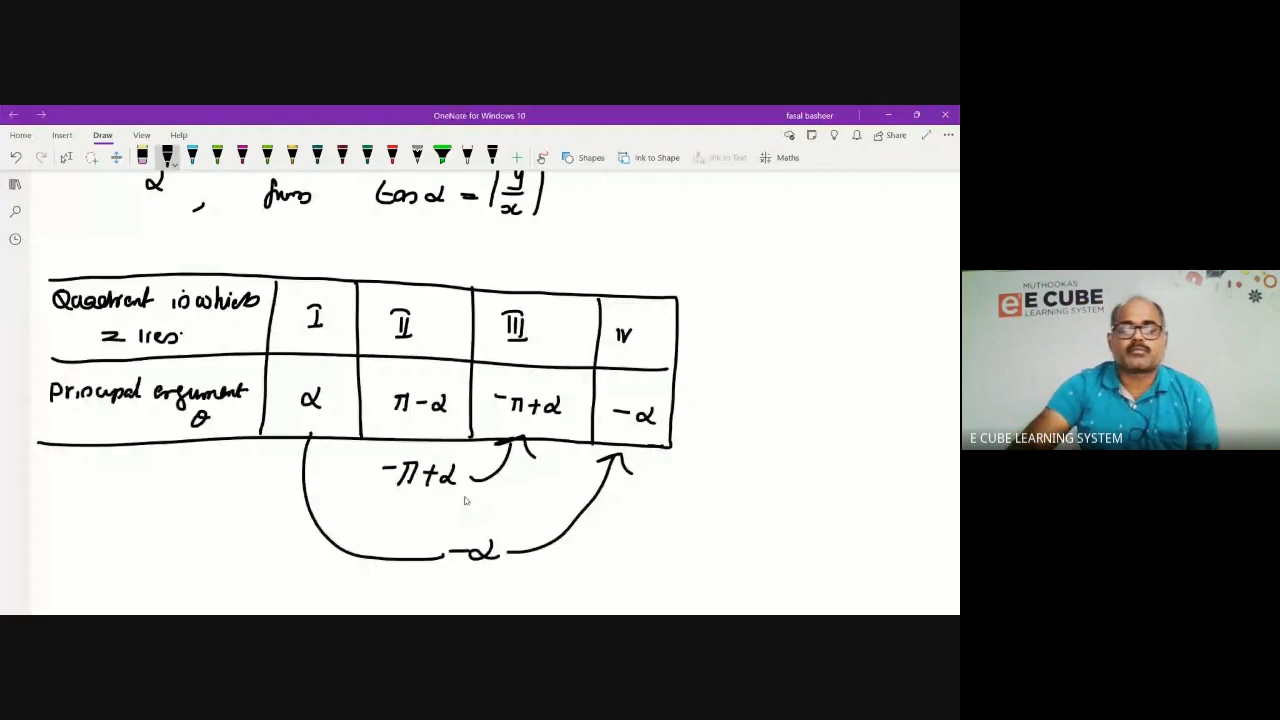 OneNote for Windows 10
fasal basheer
Home Insert Draw View Help
Share
Shapes Ink to Shape Ink to Text Maths
α , from tan α = |y/x|
Quadrant in which z lies. I II III IV
Principal argument θ α π-α -π+α -α
-π+α
-α
MUTHOOKAS
e E CUBE
LEARNING SYSTEM
E CUBE LEARNING SYSTEM